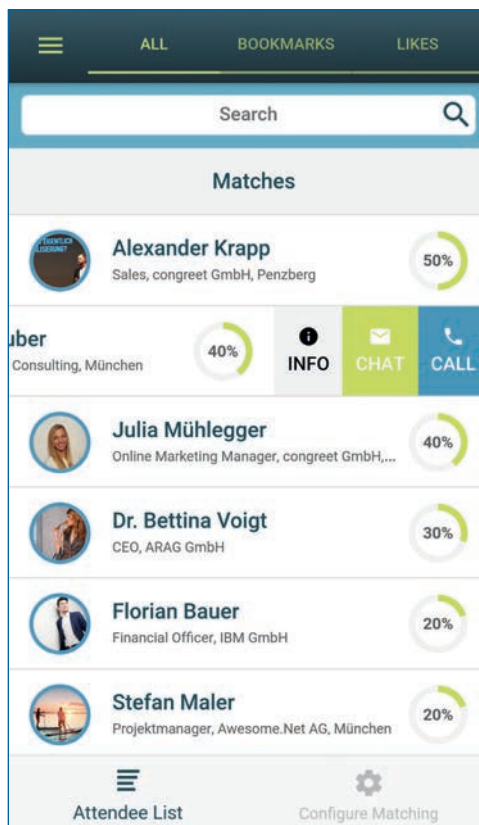 ALL BOOKMARKS LIKES
Search
Matches
Alexander Krapp
Sales, congreet GmbH, Penzberg
50%
uber
Consulting, München
40%
INFO
CHAT
CALL
Julia Mühlegger
Online Marketing Manager, congreet GmbH,...
40%
Dr. Bettina Voigt
CEO, ARAG GmbH
30%
Florian Bauer
Financial Officer, IBM GmbH
20%
Stefan Maler
Projektmanager, Awesome.Net AG, München
20%
Attendee List
Configure Matching